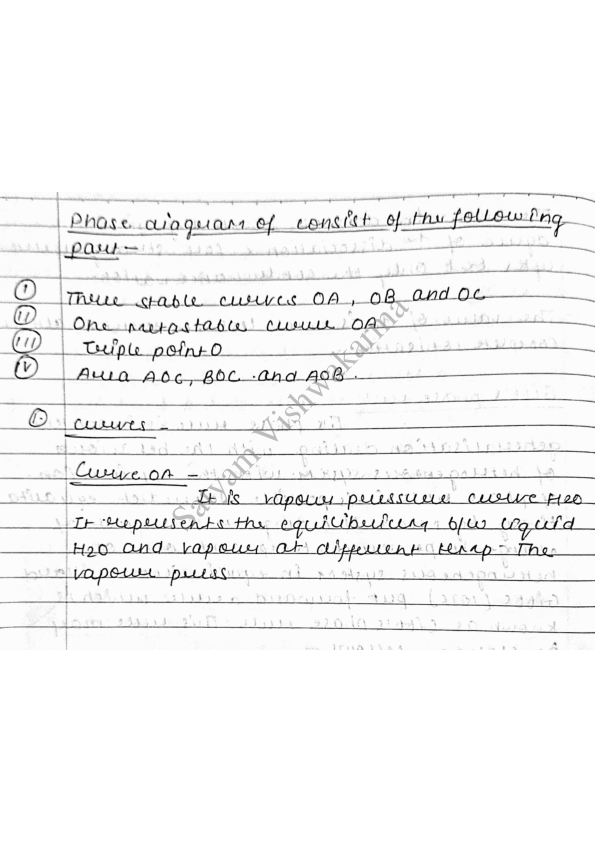 Phase diagram of consist of the following
part -
I Three stable curves OA, OB and OC
II One metastable curve OA
III Triple point O
IV Area AOC, BOC and AOB.
1. Curves -
Curve OA -
It is vapour pressure curve H2O
It represents the equilibrium b/w liquid
H2O and vapour at different temp - The
vapour press
Satyam Vishwakarma